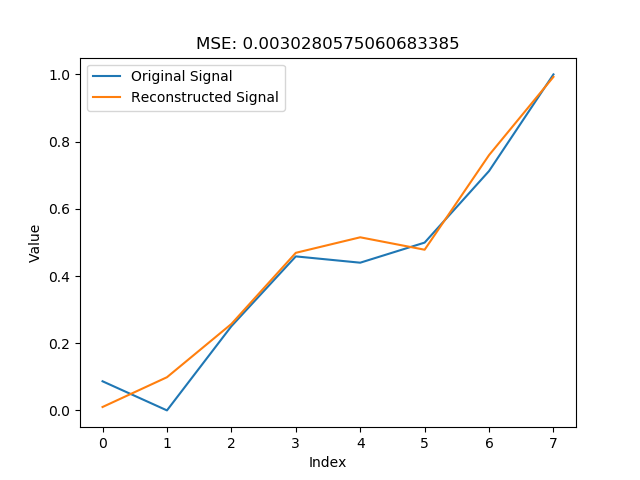 MSE: 0.0030280575060683385
Original Signal
Reconstructed Signal
1.0
0.8
0.6
0.4
0.2
0.0
Value
0 1 2 3 4 5 6 7
Index